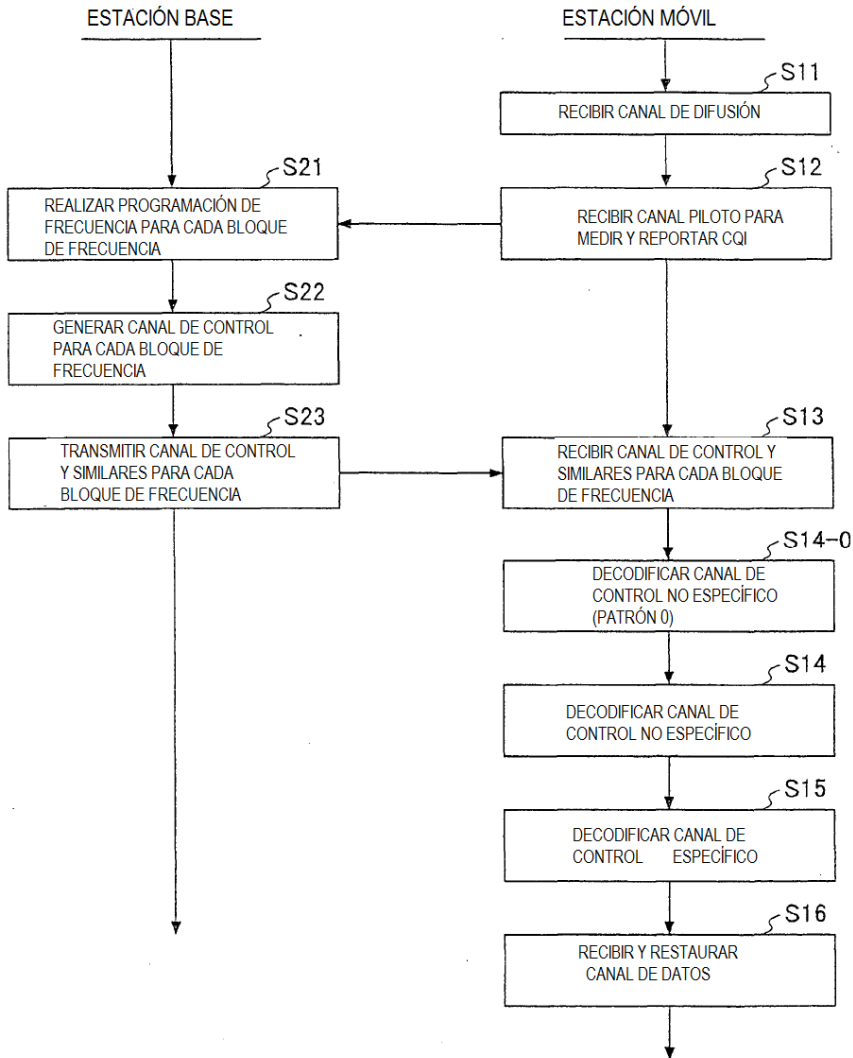 ESTACIÓN BASE
ESTACIÓN MÓVIL
S11
RECIBIR CANAL DE DIFUSIÓN
S21
REALIZAR PROGRAMACIÓN DE
FRECUENCIA PARA CADA BLOQUE
DE FRECUENCIA
S12
RECIBIR CANAL PILOTO PARA
MEDIR Y REPORTAR CQI
S22
GENERAR CANAL DE CONTROL
PARA CADA BLOQUE DE
FRECUENCIA
S23
TRANSMITIR CANAL DE CONTROL
Y SIMILARES PARA CADA
BLOQUE DE FRECUENCIA
S13
RECIBIR CANAL DE CONTROL Y
SIMILARES PARA CADA BLOQUE
DE FRECUENCIA
S14-0
DECODIFICAR CANAL DE
CONTROL NO ESPECÍFICO
(PATRÓN 0)
S14
DECODIFICAR CANAL DE
CONTROL NO ESPECÍFICO
S15
DECODIFICAR CANAL DE
CONTROL ESPECÍFICO
S16
RECIBIR Y RESTAURAR
CANAL DE DATOS